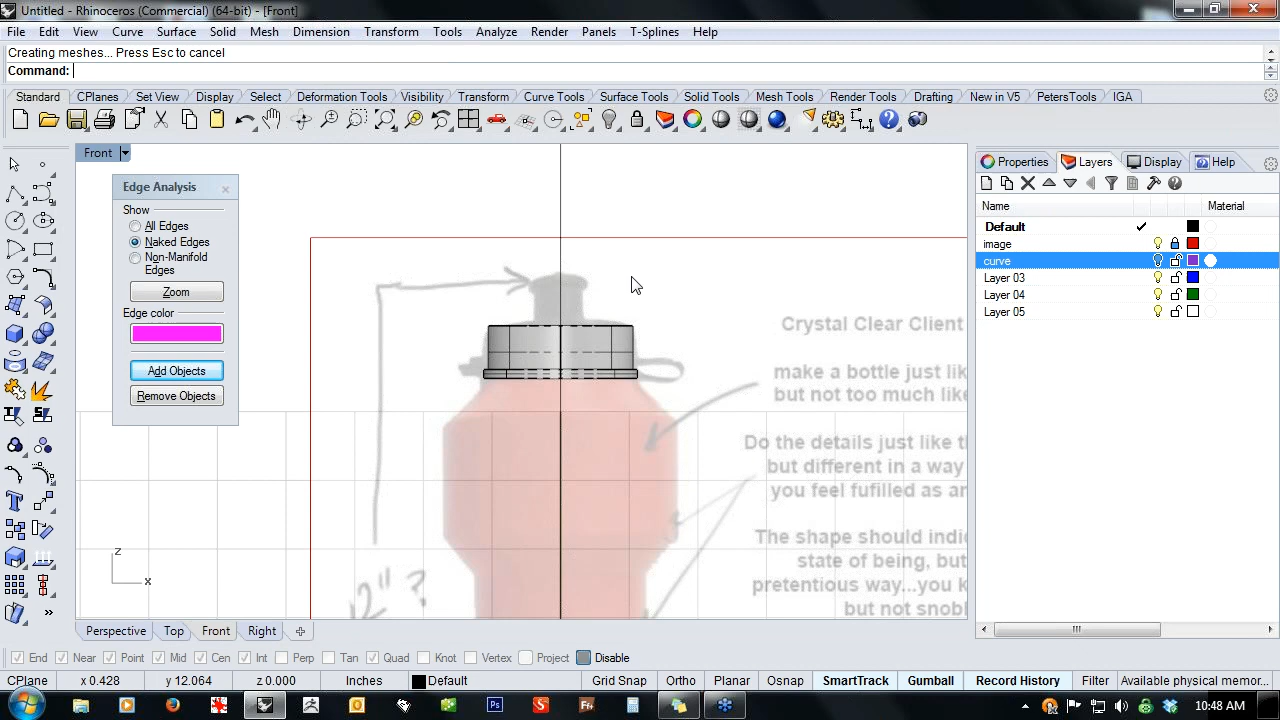 Untitled - Rhinoceros (Commercial) (64-bit) - [Front]
File Edit View Curve Surface Solid Mesh Dimension Transform Tools Analyze Render Panels T-Splines Help
Creating meshes... Press Esc to cancel
Command:
Standard CPlanes Set View Display Select Deformation Tools Visibility Transform Curve Tools Surface Tools Solid Tools Mesh Tools Render Tools Drafting New in V5 PetersTools IGA
Front
Properties Layers Display Help
Edge Analysis
Show
All Edges
Naked Edges
Non-Manifold
Edges
Zoom
Edge color
Add Objects
Remove Objects
Name Material
Default
image
curve
Layer 03
Layer 04
Layer 05
Crystal Clear Client
make a bottle just lik
but not too much like
Do the details just like th
but different in a way
you feel fufilled as ar
The shape should indic
state of being, but
pretentious way...you k
but not snobl
12" ?
z
x
Perspective Top Front Right
End Near Point Mid Cen Int Perp Tan Quad Knot Vertex Project Disable
CPlane x 0.428 y 12.064 z 0.000 Inches Default Grid Snap Ortho Planar Osnap SmartTrack Gumball Record History Filter Available physical memor...
10:48 AM